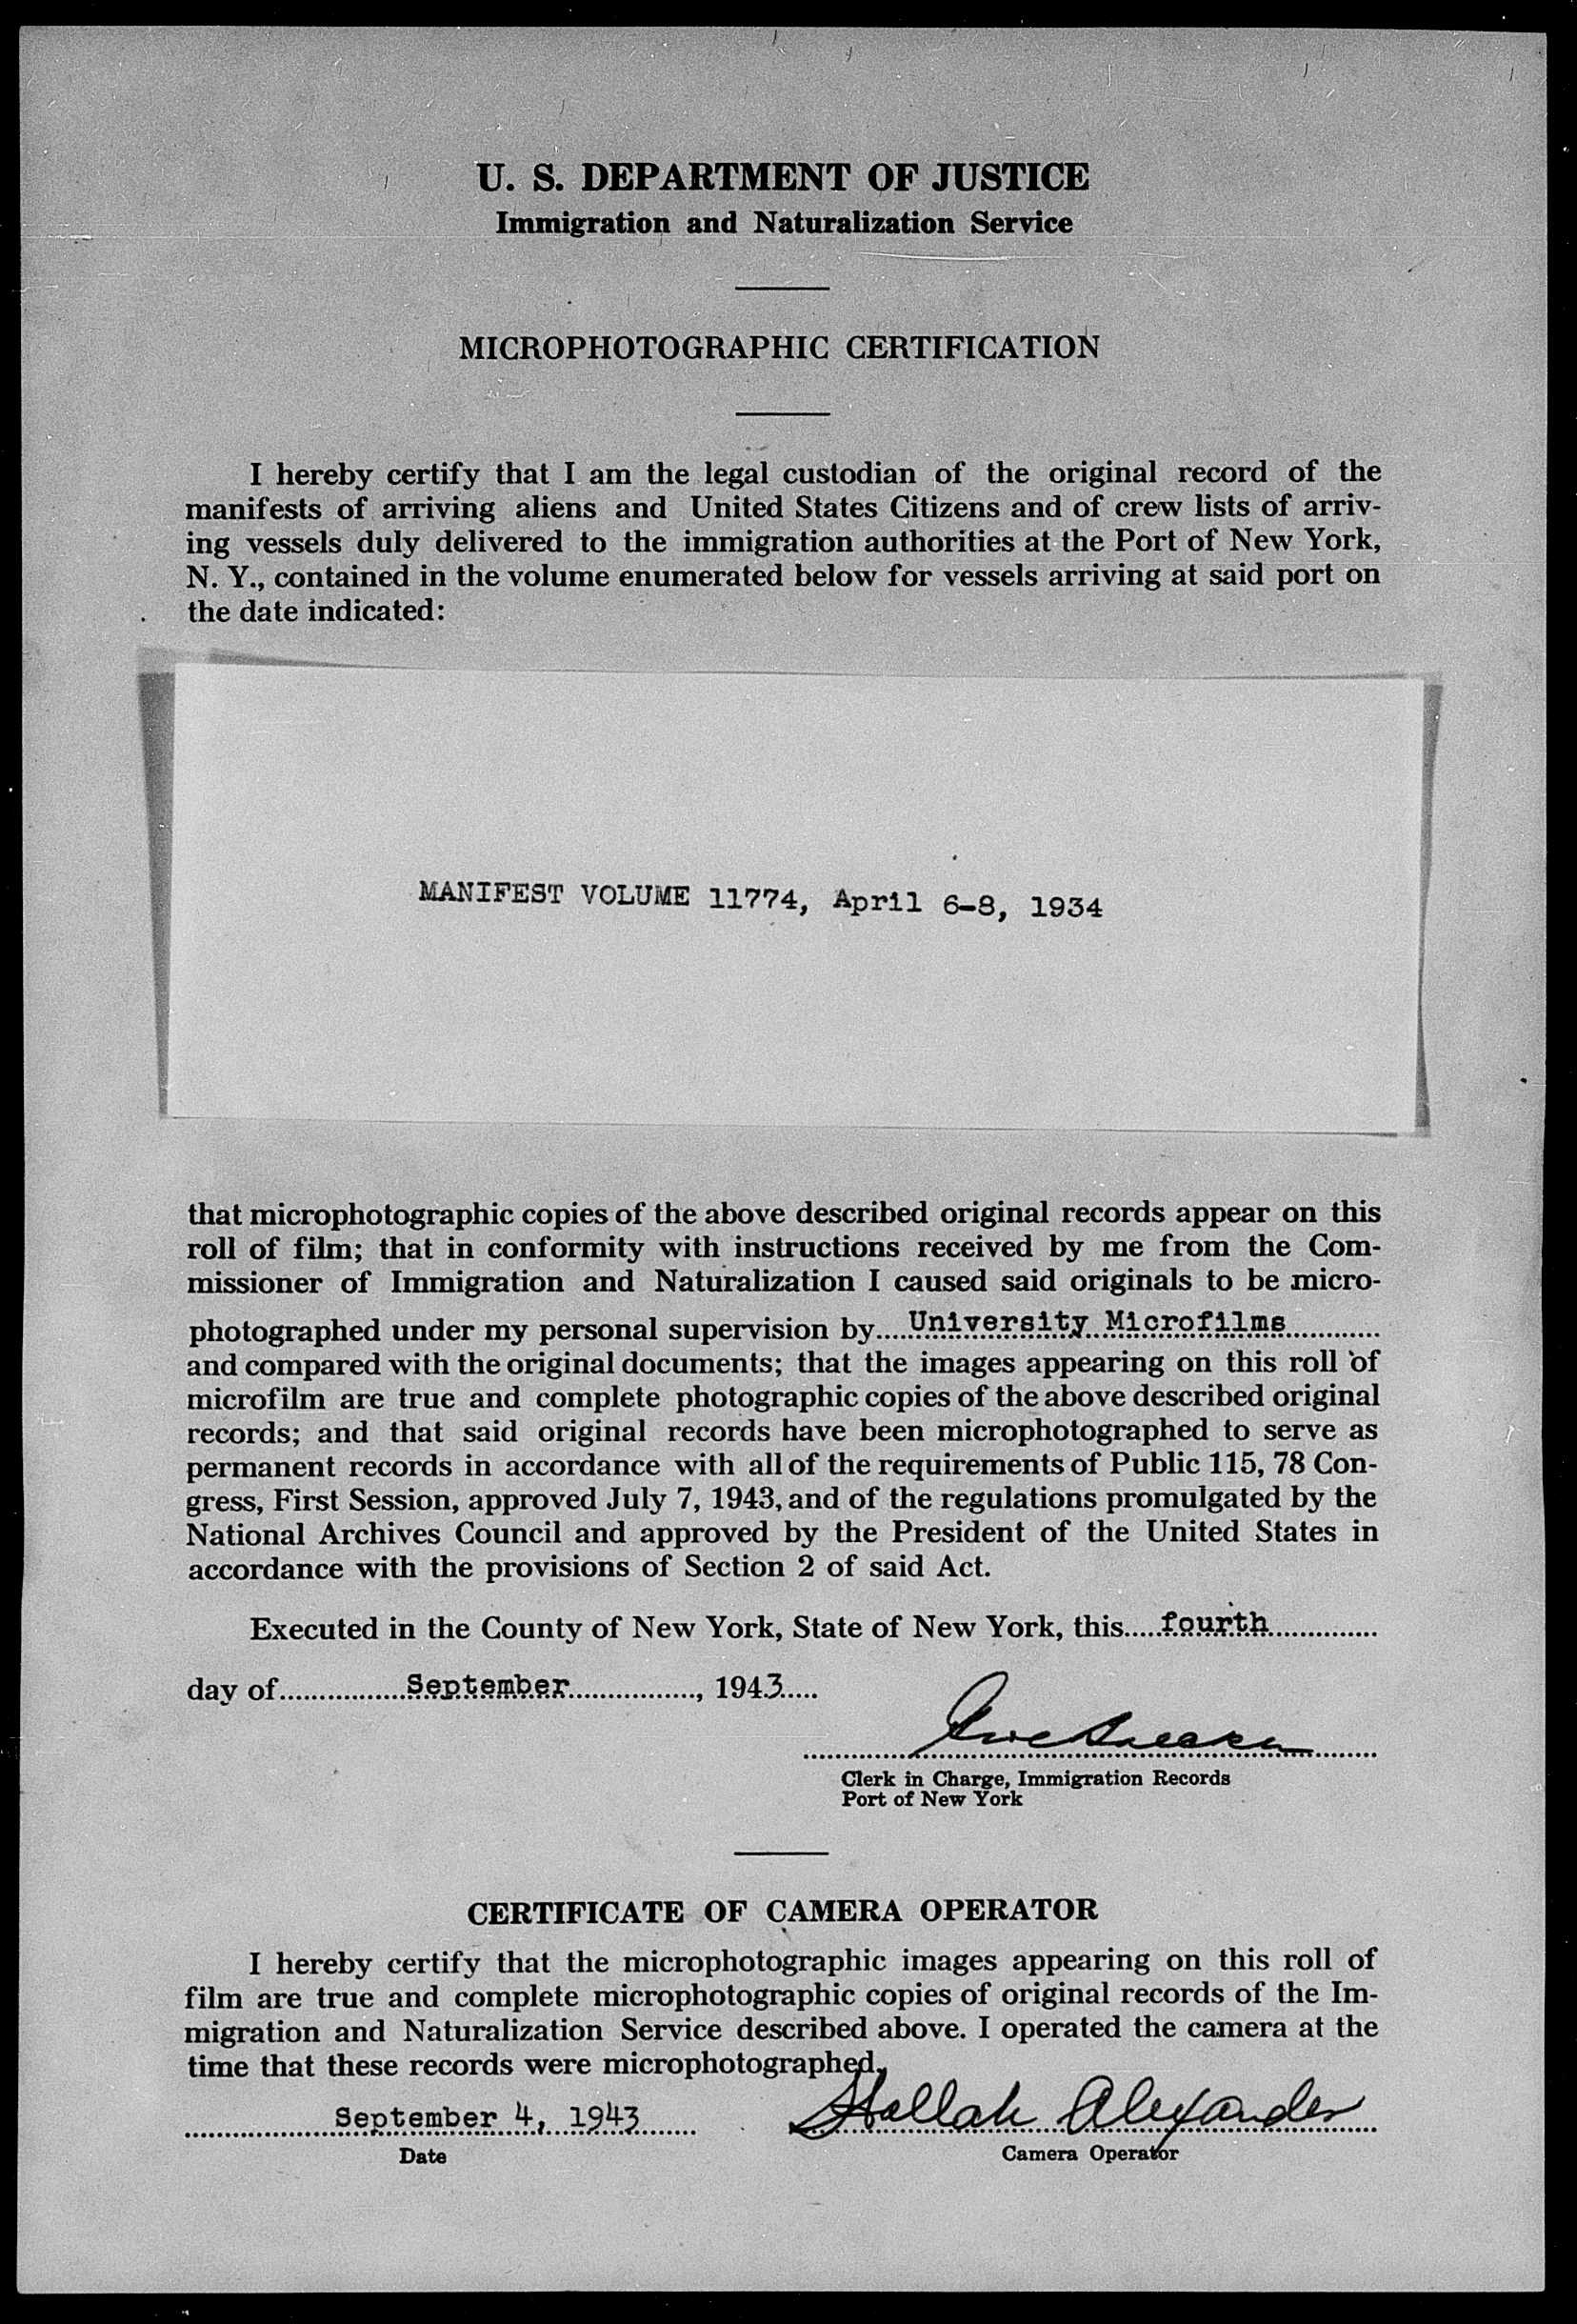 U. S. DEPARTMENT OF JUSTICE
Immigration and Naturalization Service
MICROPHOTOGRAPHIC CERTIFICATION
I hereby certify that I am the legal custodian of the original record of the
manifests of arriving aliens and United States Citizens and of crew lists of arriv-
ing vessels duly delivered to the immigration authorities at the Port of New York,
N. Y., contained in the volume enumerated below for vessels arriving at said port on
the date indicated:
MANIFEST VOLUME 11774, April 6-8, 1934
that microphotographic copies of the above described original records appear on this
roll of film; that in conformity with instructions received by me from the Com-
missioner of Immigration and Naturalization I caused said originals to be micro-
photographed under my personal supervision by.....University Microfilms............
and compared with the original documents; that the images appearing on this roll of
microfilm are true and complete photographic copies of the above described original
records; and that said original records have been microphotographed to serve as
permanent records in accordance with all of the requirements of Public 115, 78 Con-
gress, First Session, approved July 7, 1943, and of the regulations promulgated by the
National Archives Council and approved by the President of the United States in
accordance with the provisions of Section 2 of said Act.
Executed in the County of New York, State of New York, this.....fourth..............
day of................September................, 1943.....
Clerk in Charge, Immigration Records
Port of New York
CERTIFICATE OF CAMERA OPERATOR
I hereby certify that the microphotographic images appearing on this roll of
film are true and complete microphotographic copies of original records of the Im-
migration and Naturalization Service described above. I operated the camera at the
time that these records were microphotographed.
September 4, 1943 Hallah Alexander
Date Camera Operator